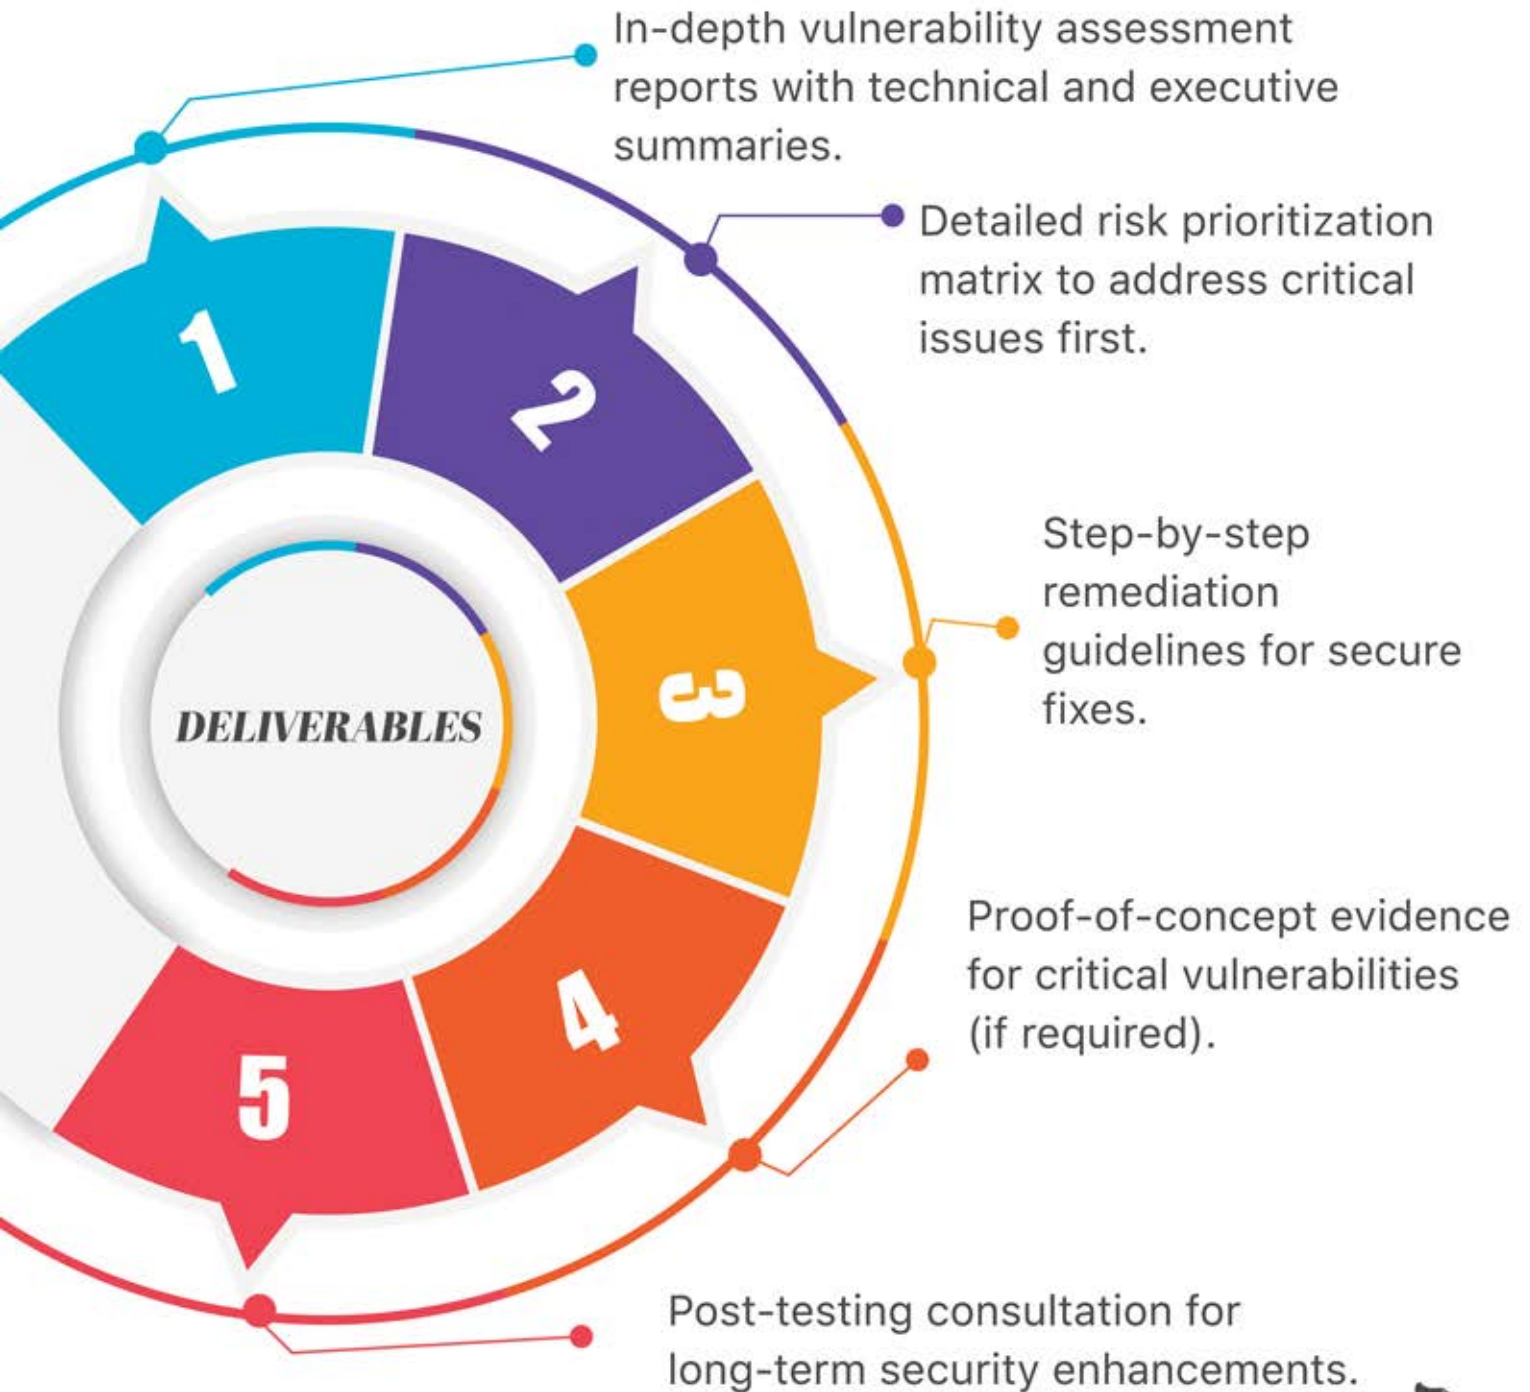 In-depth vulnerability assessment
reports with technical and executive
summaries.
Detailed risk prioritization
matrix to address critical
issues first.
1
2
Step-by-step
remediation
guidelines for secure
fixes.
3
DELIVERABLES
Proof-of-concept evidence
for critical vulnerabilities
(if required).
4
5
Post-testing consultation for
long-term security enhancements.